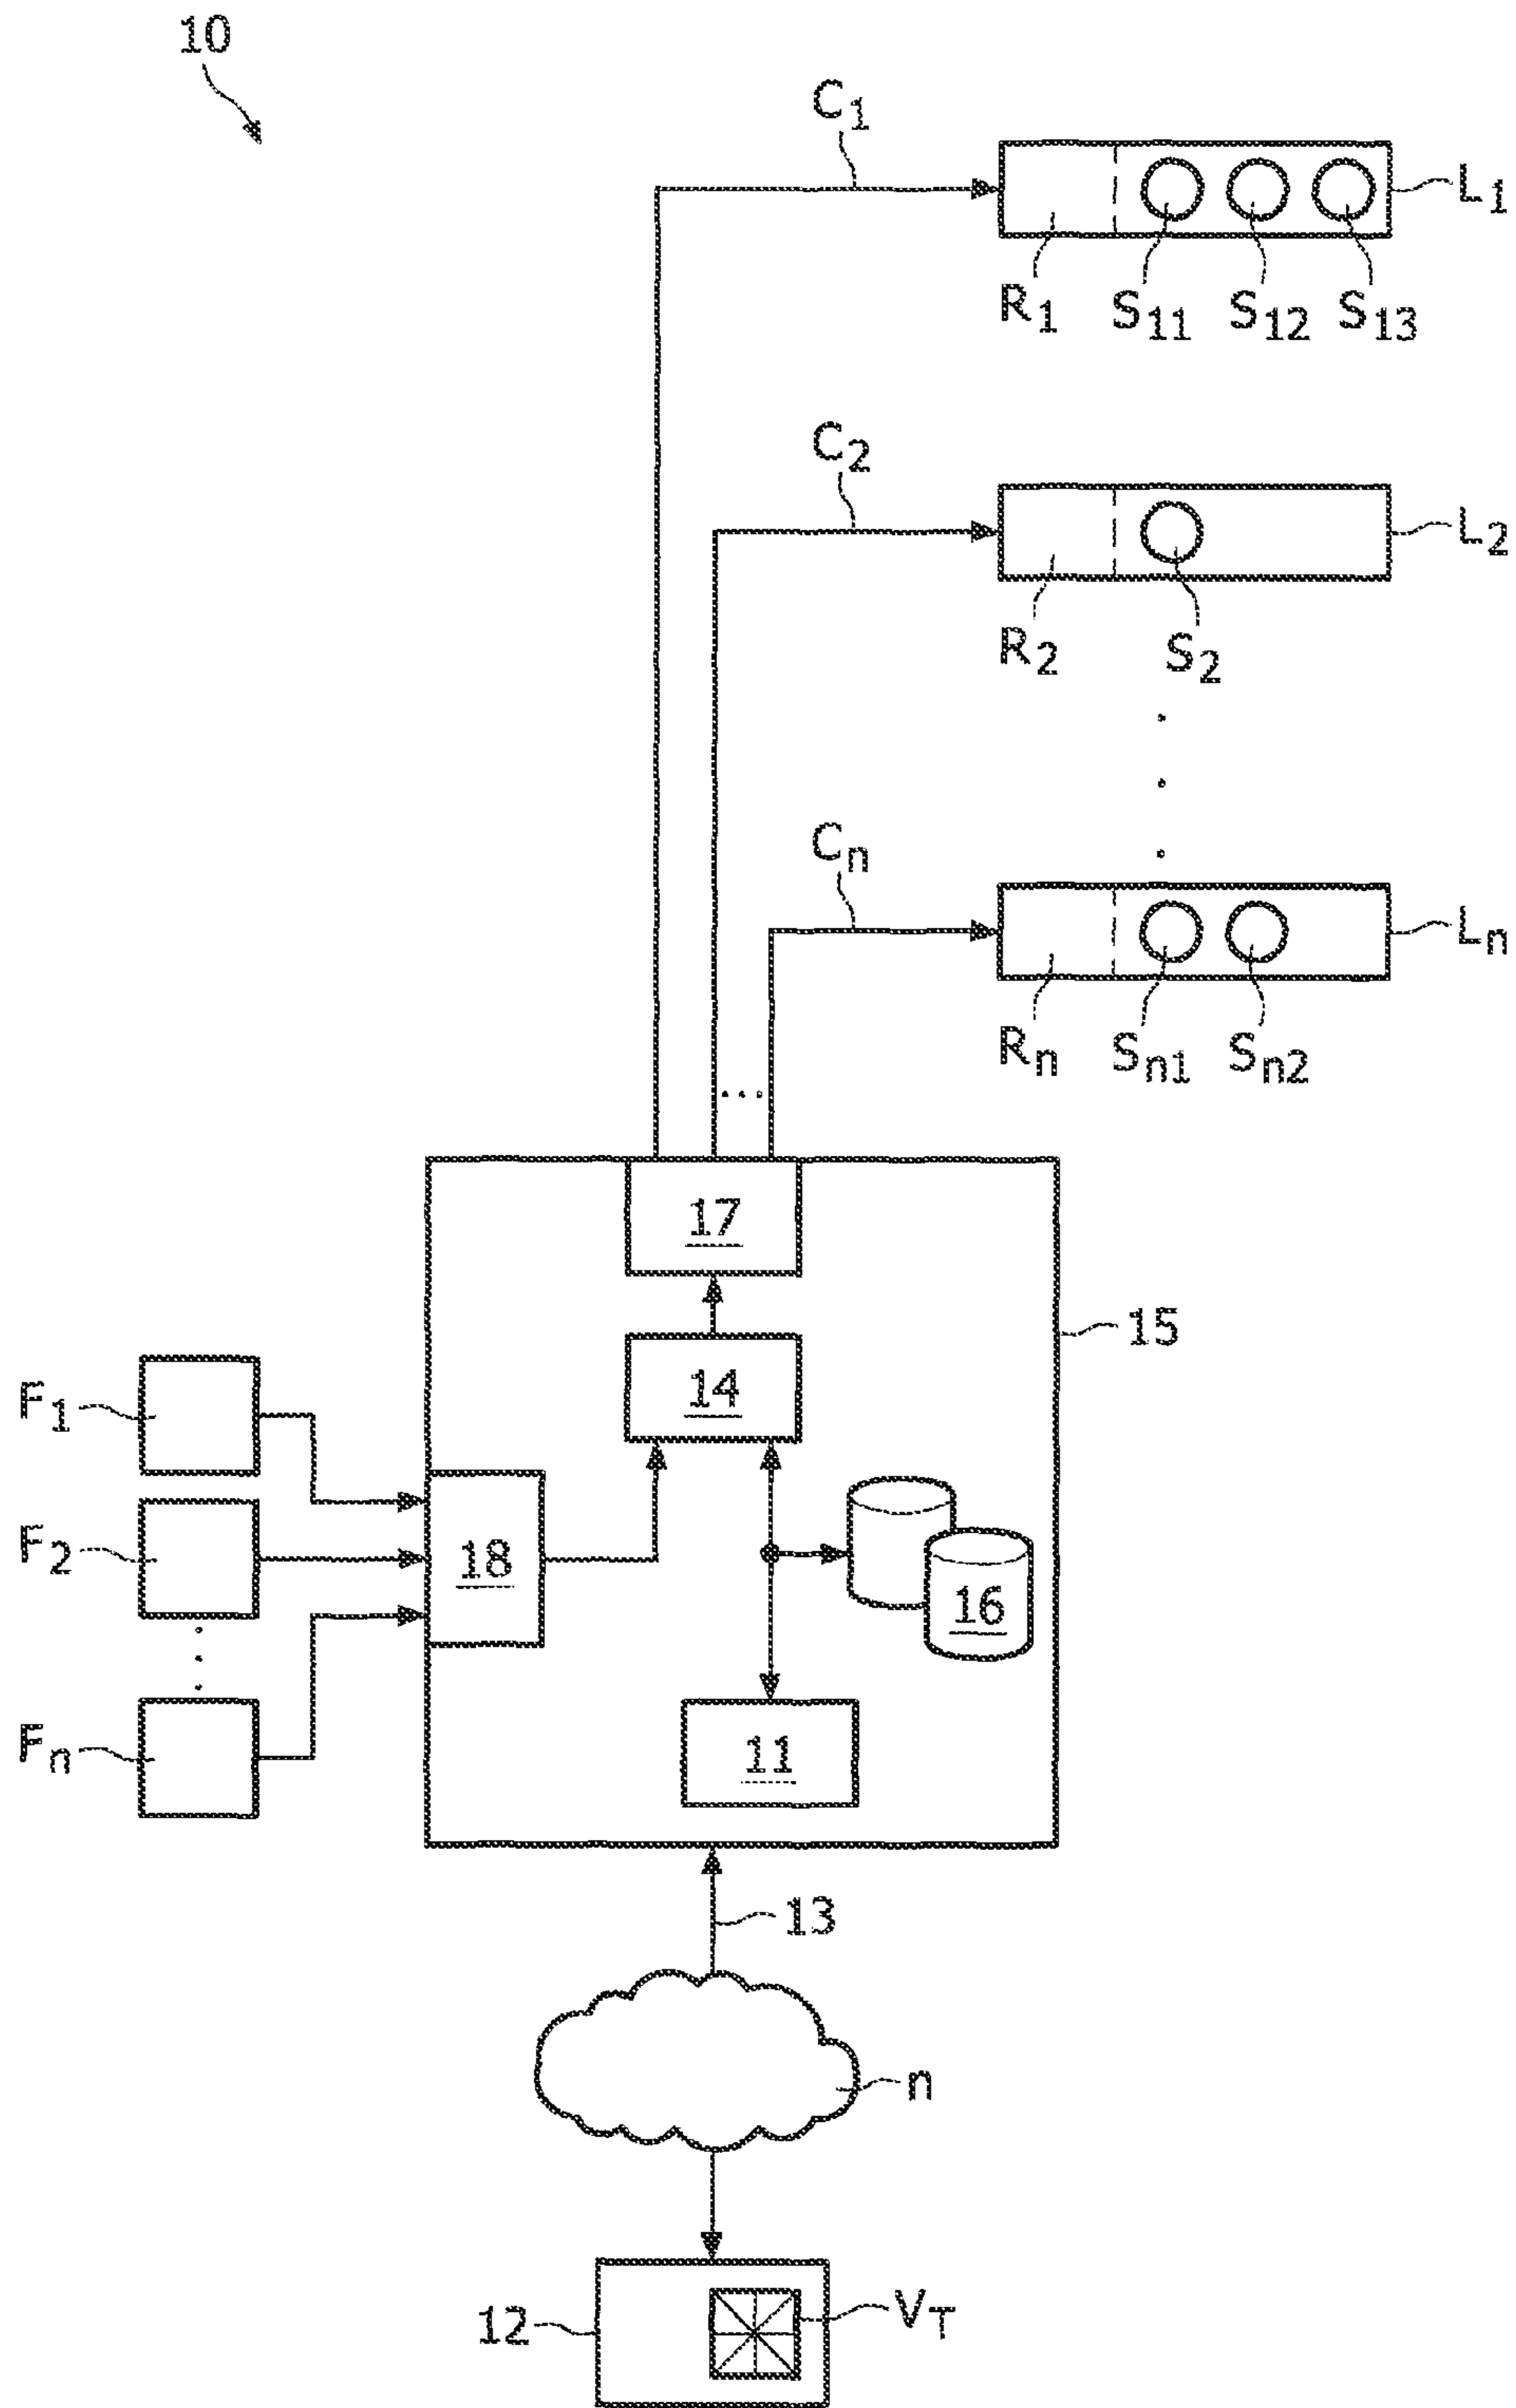 10
C1
L1
R1 S11 S12 S13
C2
L2
R2 S2
Cn
Ln
Rn Sn1 Sn2
...
17
15
14
F1
F2
18
16
Fn
11
13
n
12
VT